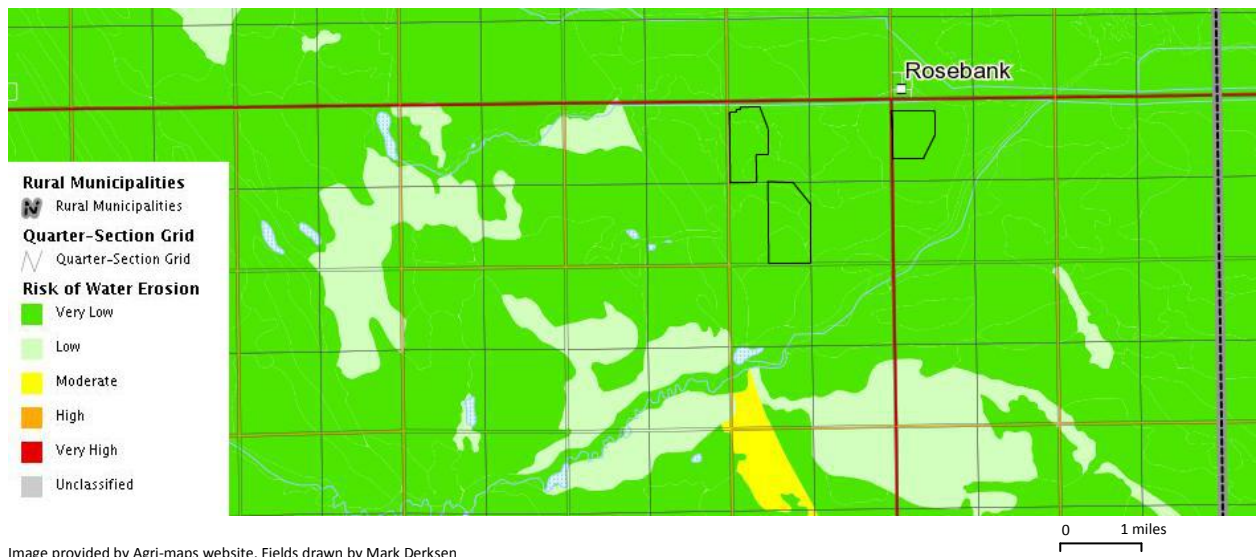 Rosebank
Rural Municipalities
Rural Municipalities
Quarter-Section Grid
Quarter-Section Grid
Risk of Water Erosion
Very Low
Low
Moderate
High
Very High
Unclassified
0 1 miles
Image provided by Agri-maps website. Fields drawn by Mark Derksen